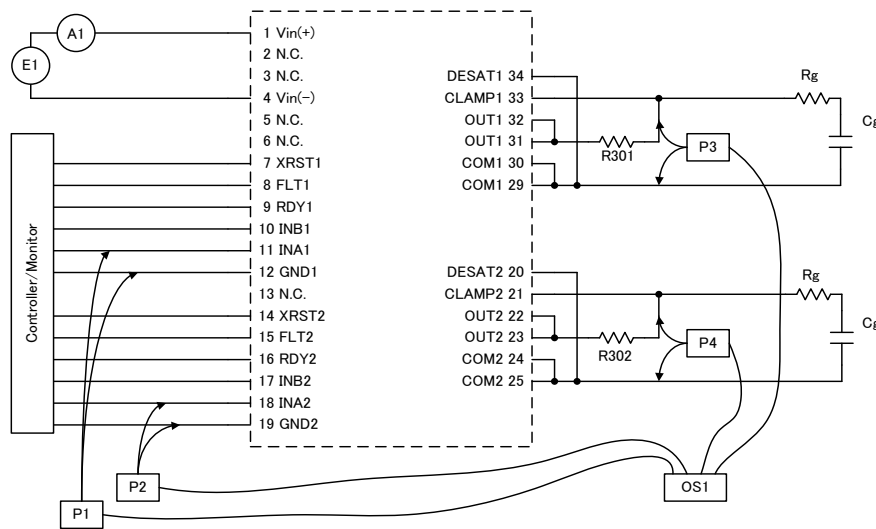 A1
E1
1 Vin(+)
2 N.C.
3 N.C.
4 Vin(-)
5 N.C.
6 N.C.
7 XRST1
8 FLT1
9 RDY1
10 INB1
11 INA1
12 GND1
13 N.C.
14 XRST2
15 FLT2
16 RDY2
17 INB2
18 INA2
19 GND2
Controller/Monitor
DESAT1 34
CLAMP1 33
OUT1 32
OUT1 31
COM1 30
COM1 29
DESAT2 20
CLAMP2 21
OUT2 22
OUT2 23
COM2 24
COM2 25
R301
P3
Rg
Cg
R302
P4
Rg
Cg
P2
P1
OS1